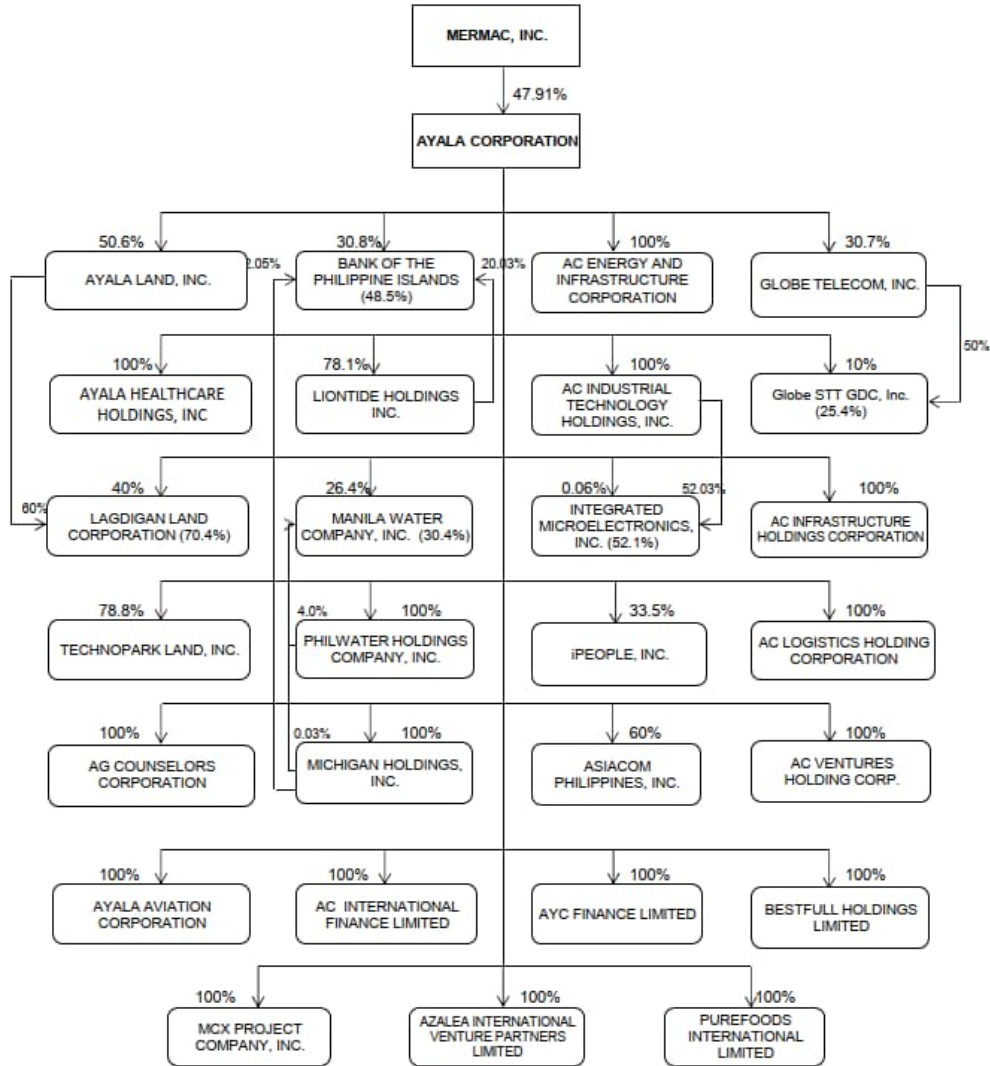 MERMAC, INC.
47.91%
AYALA CORPORATION
50.6%
30.8%
100%
30.7%
AYALA LAND, INC.
2.05%
BANK OF THE
PHILIPPINE ISLANDS
(48.5%)
20.03%
AC ENERGY AND
INFRASTRUCTURE
CORPORATION
GLOBE TELECOM, INC.
50%
100%
78.1%
100%
10%
AYALA HEALTHCARE
HOLDINGS, INC
LIONTIDE HOLDINGS
INC.
AC INDUSTRIAL
TECHNOLOGY
HOLDINGS, INC.
Globe STT GDC, Inc.
(25.4%)
40%
26.4%
0.06%
52.03%
100%
60%
LAGDIGAN LAND
CORPORATION (70.4%)
MANILA WATER
COMPANY, INC. (30.4%)
INTEGRATED
MICROELECTRONICS,
INC. (52.1%)
AC INFRASTRUCTURE
HOLDINGS CORPORATION
78.8%
4.0%
100%
33.5%
100%
TECHNOPARK LAND, INC.
PHILWATER HOLDINGS
COMPANY, INC.
iPEOPLE, INC.
AC LOGISTICS HOLDING
CORPORATION
100%
0.03%
100%
60%
100%
AG COUNSELORS
CORPORATION
MICHIGAN HOLDINGS,
INC.
ASIACOM
PHILIPPINES, INC.
AC VENTURES
HOLDING CORP.
100%
100%
100%
100%
AYALA AVIATION
CORPORATION
AC INTERNATIONAL
FINANCE LIMITED
AYC FINANCE LIMITED
BESTFULL HOLDINGS
LIMITED
100%
100%
100%
MCX PROJECT
COMPANY, INC.
AZALEA INTERNATIONAL
VENTURE PARTNERS
LIMITED
PUREFOODS
INTERNATIONAL
LIMITED